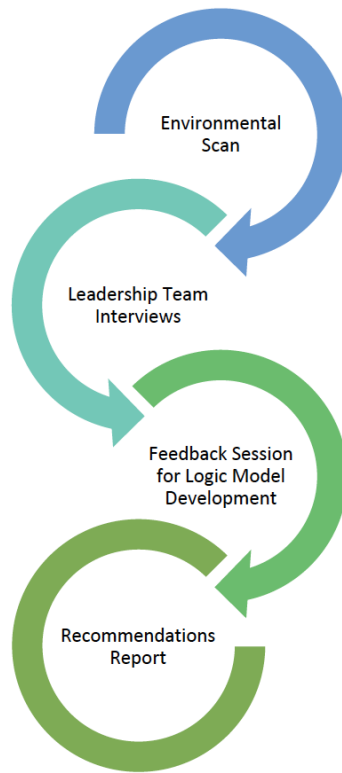 Environmental
Scan
Leadership Team
Interviews
Feedback Session
for Logic Model
Development
Recommendations
Report